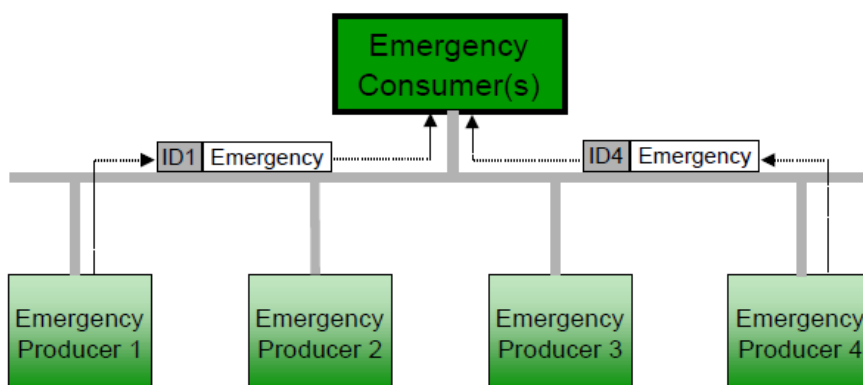 Emergency
Consumer(s)
ID1 Emergency
ID4 Emergency
Emergency
Producer 1
Emergency
Producer 2
Emergency
Producer 3
Emergency
Producer 4